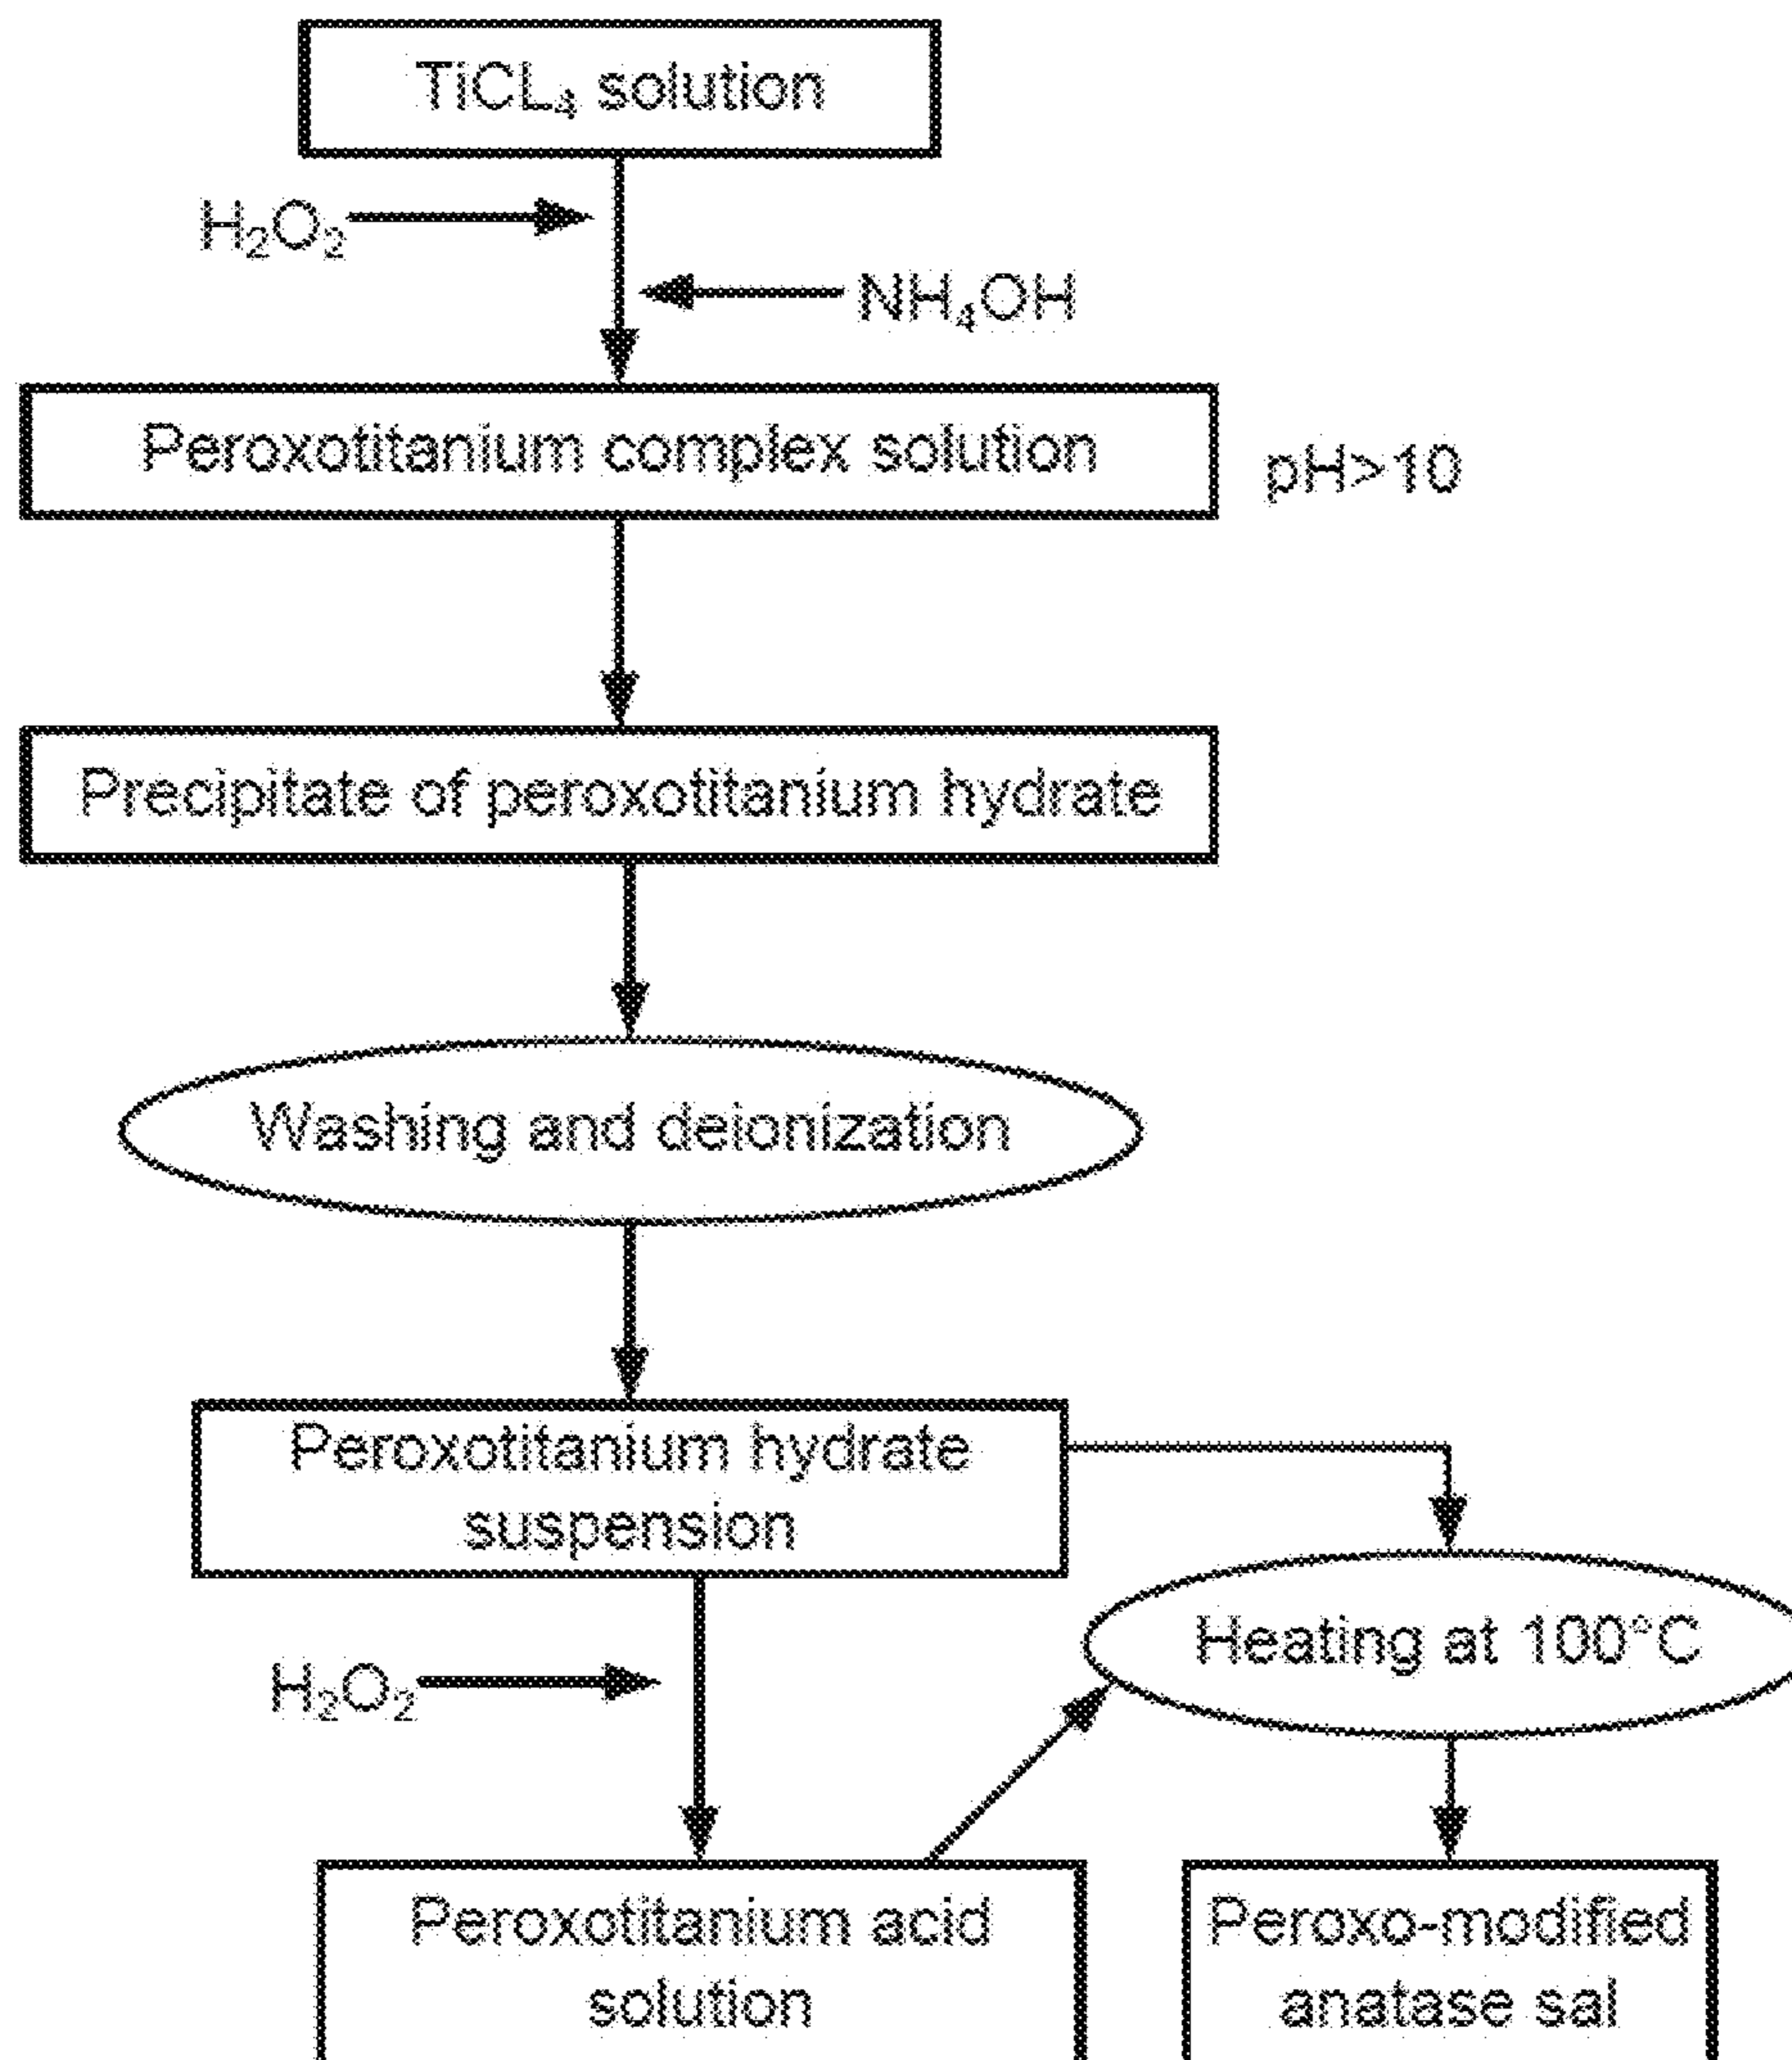 TiCL₄ solution
H₂O₂
NH₄OH
Peroxotitanium complex solution
pH>10
Precipitate of peroxotitanium hydrate
Washing and deionization
Peroxotitanium hydrate
suspension
Heating at 100°C
H₂O₂
Peroxotitanium acid
solution
Peroxo-modified
anatase sal